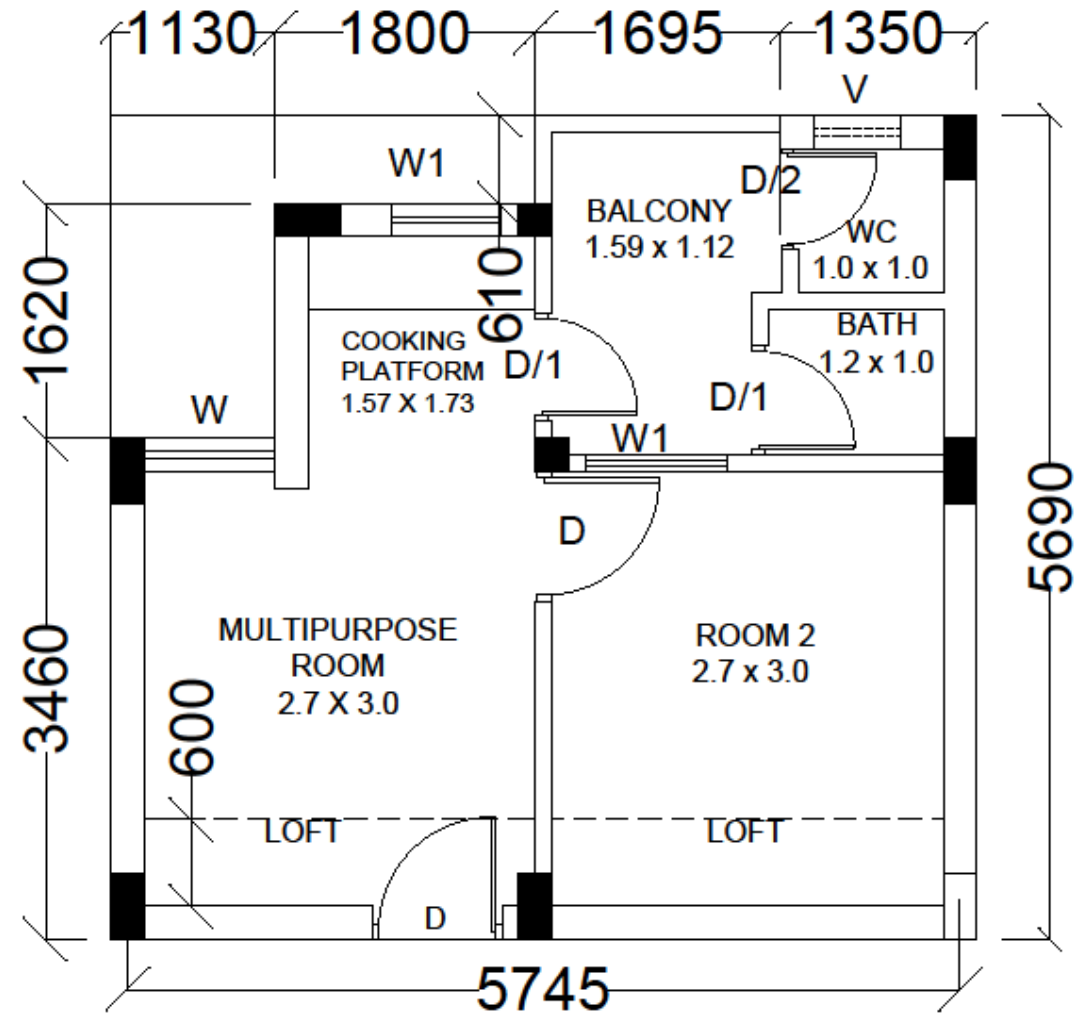 1130
1800
1695
1350
V
W1
D/2
BALCONY
1.59 x 1.12
WC
1.0 x 1.0
1620
610
COOKING
PLATFORM
1.57 X 1.73
D/1
BATH
1.2 x 1.0
D/1
W
W1
5690
D
3460
MULTIPURPOSE
ROOM
2.7 X 3.0
ROOM 2
2.7 x 3.0
600
LOFT
LOFT
D
5745